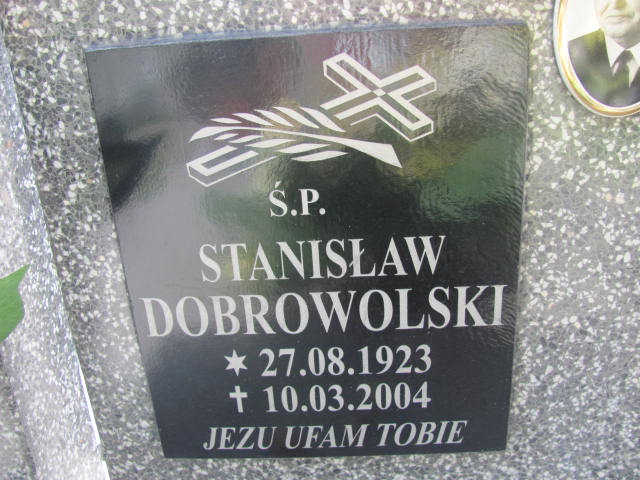 Ś.P.
STANISŁAW
DOBROWOLSKI
★ 27.08.1923
✝ 10.03.2004
JEZU UFAM TOBIE